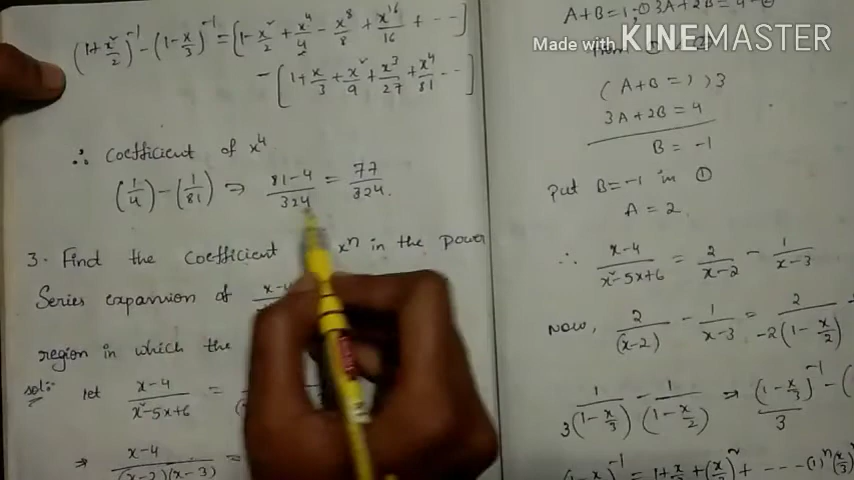 (1+x²/2)⁻¹ - (1-x/3)⁻¹ = [1 - x²/2 + x⁴/4 - x⁸/8 + x¹⁶/16 + --]
- [1 + x/3 + x²/9 + x³/27 + x⁴/81 --]
∴ coefficient of x⁴
(1/4) - (1/81) ⇒ 81-4/324 = 77/324.
3. Find the coefficient xⁿ in the power
Series expansion of
region in which the
sol:- let x-4/x²-5x+6 =
⇒ x-4/(x-2)(x-3) =
A+B=1
Made with KINEMASTER
(A+B=1)3
3A+2B=4
B=-1
Put B=-1 in ①
A=2
∴ x-4/x²-5x+6 = 2/x-2 - 1/x-3
Now, 2/(x-2) - 1/x-3 = 2/-2(1-x/2)
1/3(1-x/3) - 1/(1-x/2) ⇒ (1-x/3)⁻¹/3 - (